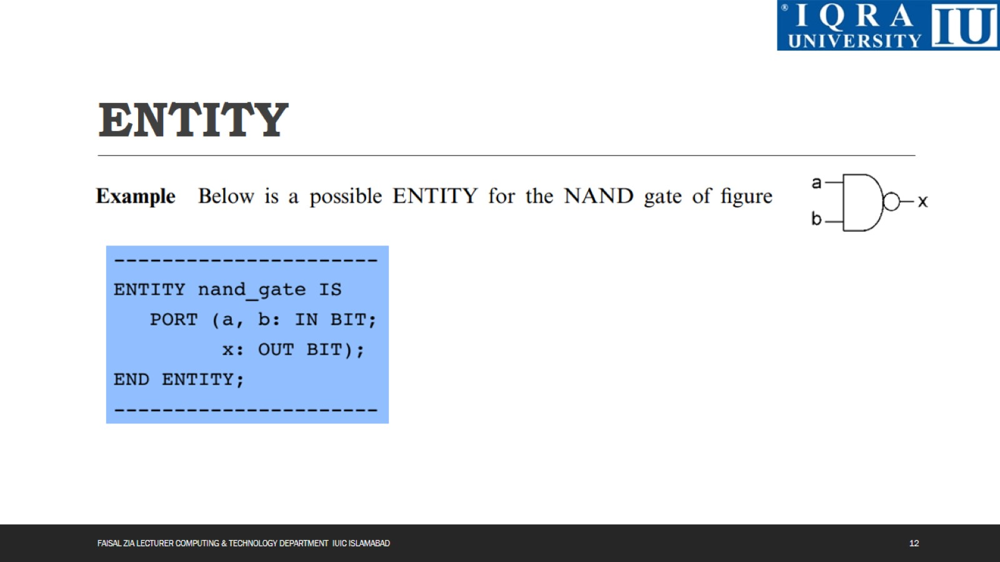 ® IQRA
UNIVERSITY IU
ENTITY
Example Below is a possible ENTITY for the NAND gate of figure
a
b
x
----------------------
ENTITY nand_gate IS
PORT (a, b: IN BIT;
x: OUT BIT);
END ENTITY;
----------------------
FAISAL ZIA LECTURER COMPUTING & TECHNOLOGY DEPARTMENT IUIC ISLAMABAD
12